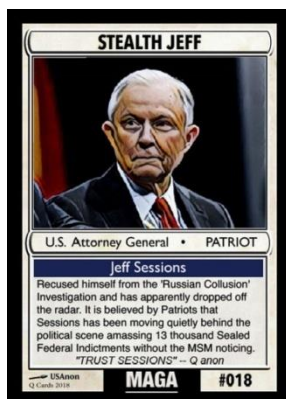 STEALTH JEFF
U.S. Attorney General • PATRIOT
Jeff Sessions
Recused himself from the 'Russian Collusion'
Investigation and has apparently dropped off
the radar. It is believed by Patriots that
Sessions has been moving quietly behind the
political scene amassing 13 thousand Sealed
Federal Indictments without the MSM noticing.
"TRUST SESSIONS" -- Q anon
USAnon
Q Cards 2018
MAGA
#018